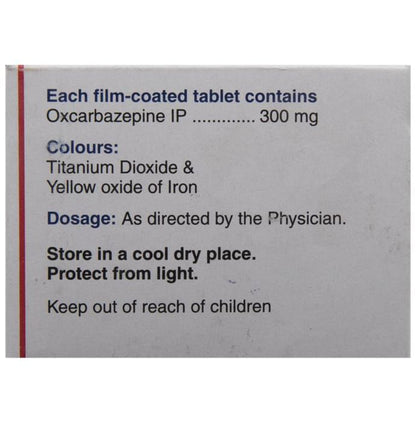 Each film-coated tablet contains
Oxcarbazepine IP ............. 300 mg
Colours:
Titanium Dioxide &
Yellow oxide of Iron
Dosage: As directed by the Physician.
Store in a cool dry place.
Protect from light.
Keep out of reach of children